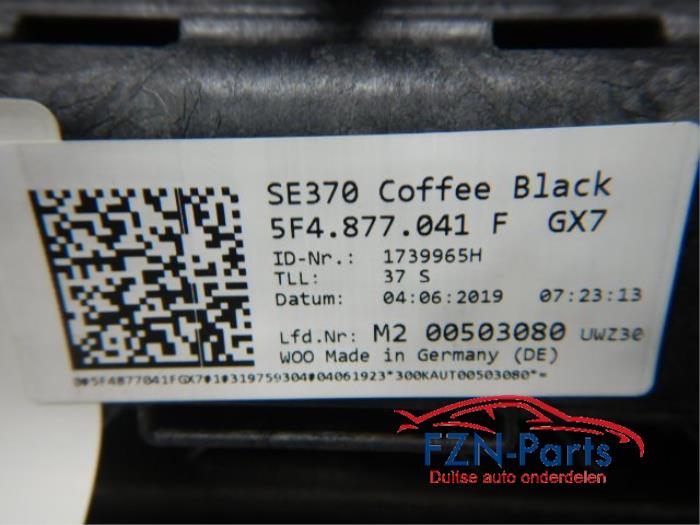 SE370 Coffee Black
5F4.877.041 F GX7
ID-Nr.: 1739965H
TLL: 37 S
Datum: 04:06:2019 07:23:13
Lfd.Nr: M2 00503080 UWZ30
WOO Made in Germany (DE)
0#5F4877041FGX7#1#319759304#04061923*300KAUT00503080*=
FZN-Parts
Duitse auto onderdelen